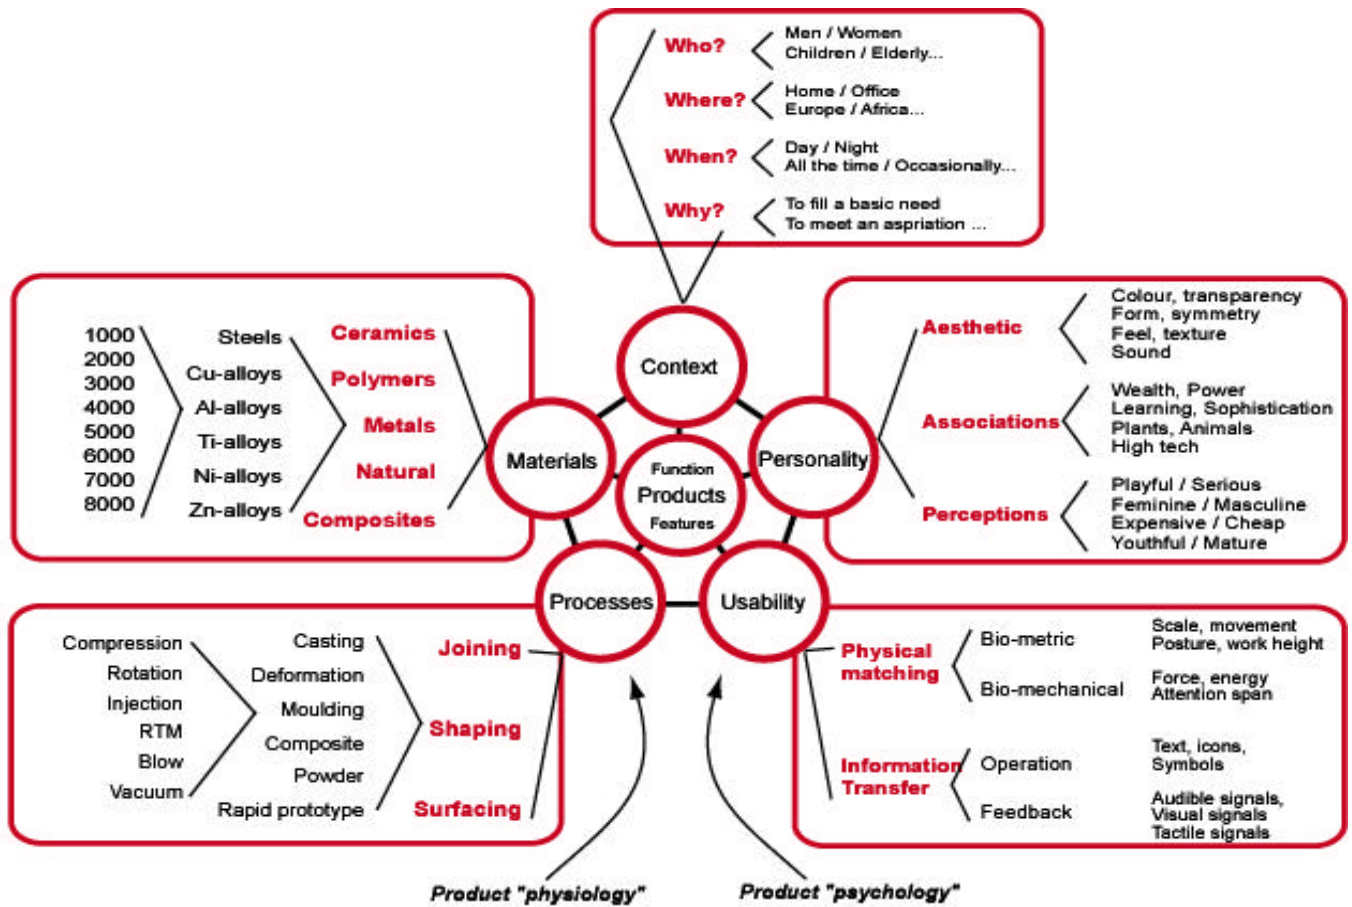 Who?
Men / Women
Children / Elderly...
Where?
Home / Office
Europe / Africa...
When?
Day / Night
All the time / Occasionally...
Why?
To fill a basic need
To meet an aspriation ...
1000
2000
3000
4000
5000
6000
7000
8000
Steels
Cu-alloys
Al-alloys
Ti-alloys
Ni-alloys
Zn-alloys
Ceramics
Polymers
Metals
Natural
Composites
Context
Materials
Function
Products
Features
Personality
Processes
Usability
Aesthetic
Colour, transparency
Form, symmetry
Feel, texture
Sound
Associations
Wealth, Power
Learning, Sophistication
Plants, Animals
High tech
Perceptions
Playful / Serious
Feminine / Masculine
Expensive / Cheap
Youthful / Mature
Compression
Rotation
Injection
RTM
Blow
Vacuum
Casting
Deformation
Moulding
Composite
Powder
Rapid prototype
Joining
Shaping
Surfacing
Physical
matching
Bio-metric
Scale, movement
Posture, work height
Bio-mechanical
Force, energy
Attention span
Information
Transfer
Operation
Text, icons,
Symbols
Feedback
Audible signals,
Visual signals
Tactile signals
Product "physiology"
Product "psychology"